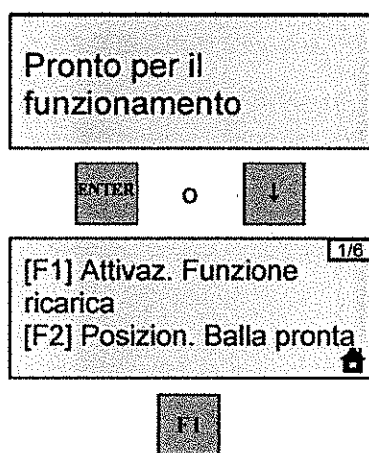 Pronto per il
funzionamento
ENTER o ↓
1/6
[F1] Attivaz. Funzione
ricarica
[F2] Posizion. Balla pronta
F1